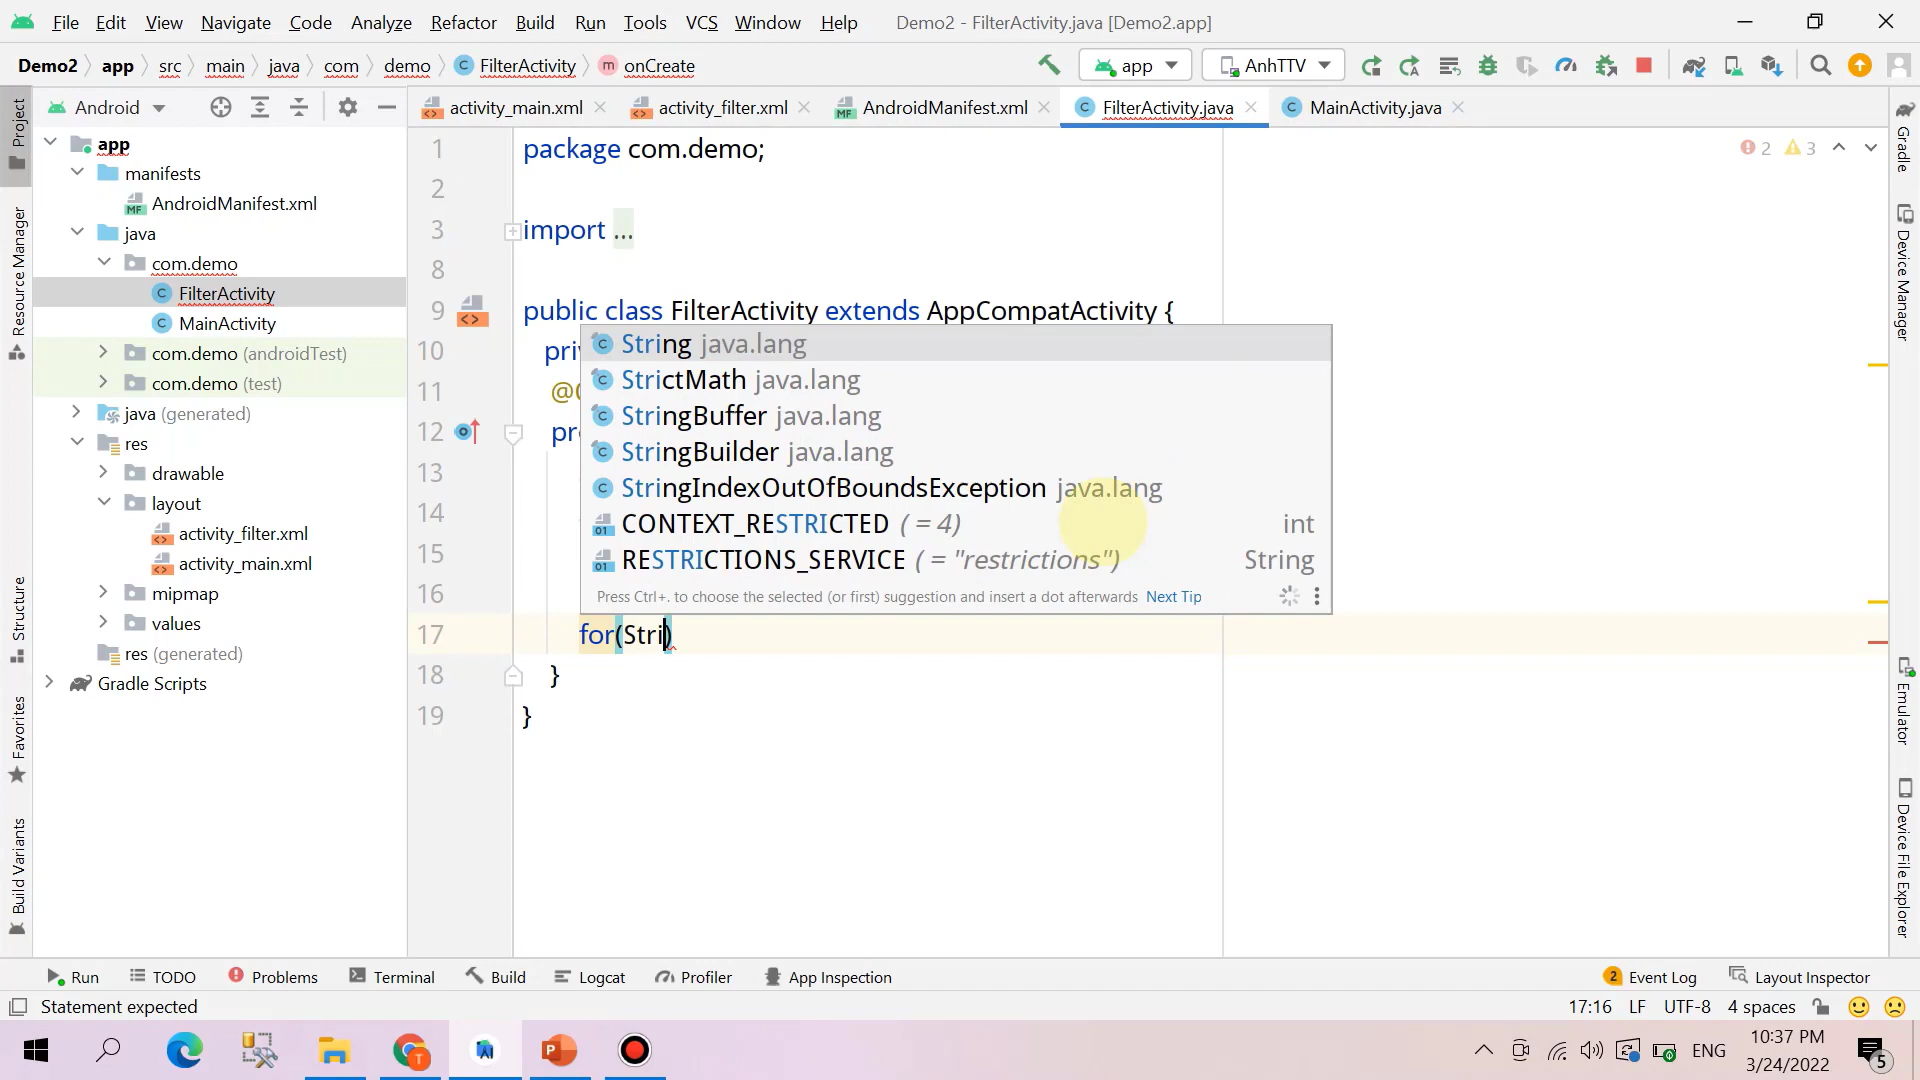 File Edit View Navigate Code Analyze Refactor Build Run Tools VCS Window Help Demo2 - FilterActivity.java [Demo2.app]
Demo2 app src main java com demo FilterActivity onCreate app AnhTTV
Android
activity_main.xml activity_filter.xml AndroidManifest.xml FilterActivity.java MainActivity.java
Project
Resource Manager
Structure
Favorites
Build Variants
app
manifests
AndroidManifest.xml
java
com.demo
FilterActivity
MainActivity
com.demo (androidTest)
com.demo (test)
java (generated)
res
drawable
layout
activity_filter.xml
activity_main.xml
mipmap
values
res (generated)
Gradle Scripts
2 3
1 package com.demo;
2
3 import ...
8
9 public class FilterActivity extends AppCompatActivity {
10 pri
11 @
12 pr
13
14
15
16
17 for(Stri)
18 }
19 }
String java.lang
StrictMath java.lang
StringBuffer java.lang
StringBuilder java.lang
StringIndexOutOfBoundsException java.lang
CONTEXT_RESTRICTED ( = 4) int
RESTRICTIONS_SERVICE ( = "restrictions") String
Press Ctrl+. to choose the selected (or first) suggestion and insert a dot afterwards Next Tip
Gradle
Device Manager
Emulator
Device File Explorer
Run TODO Problems Terminal Build Logcat Profiler App Inspection 2 Event Log Layout Inspector
Statement expected 17:16 LF UTF-8 4 spaces
ENG
10:37 PM
3/24/2022
5